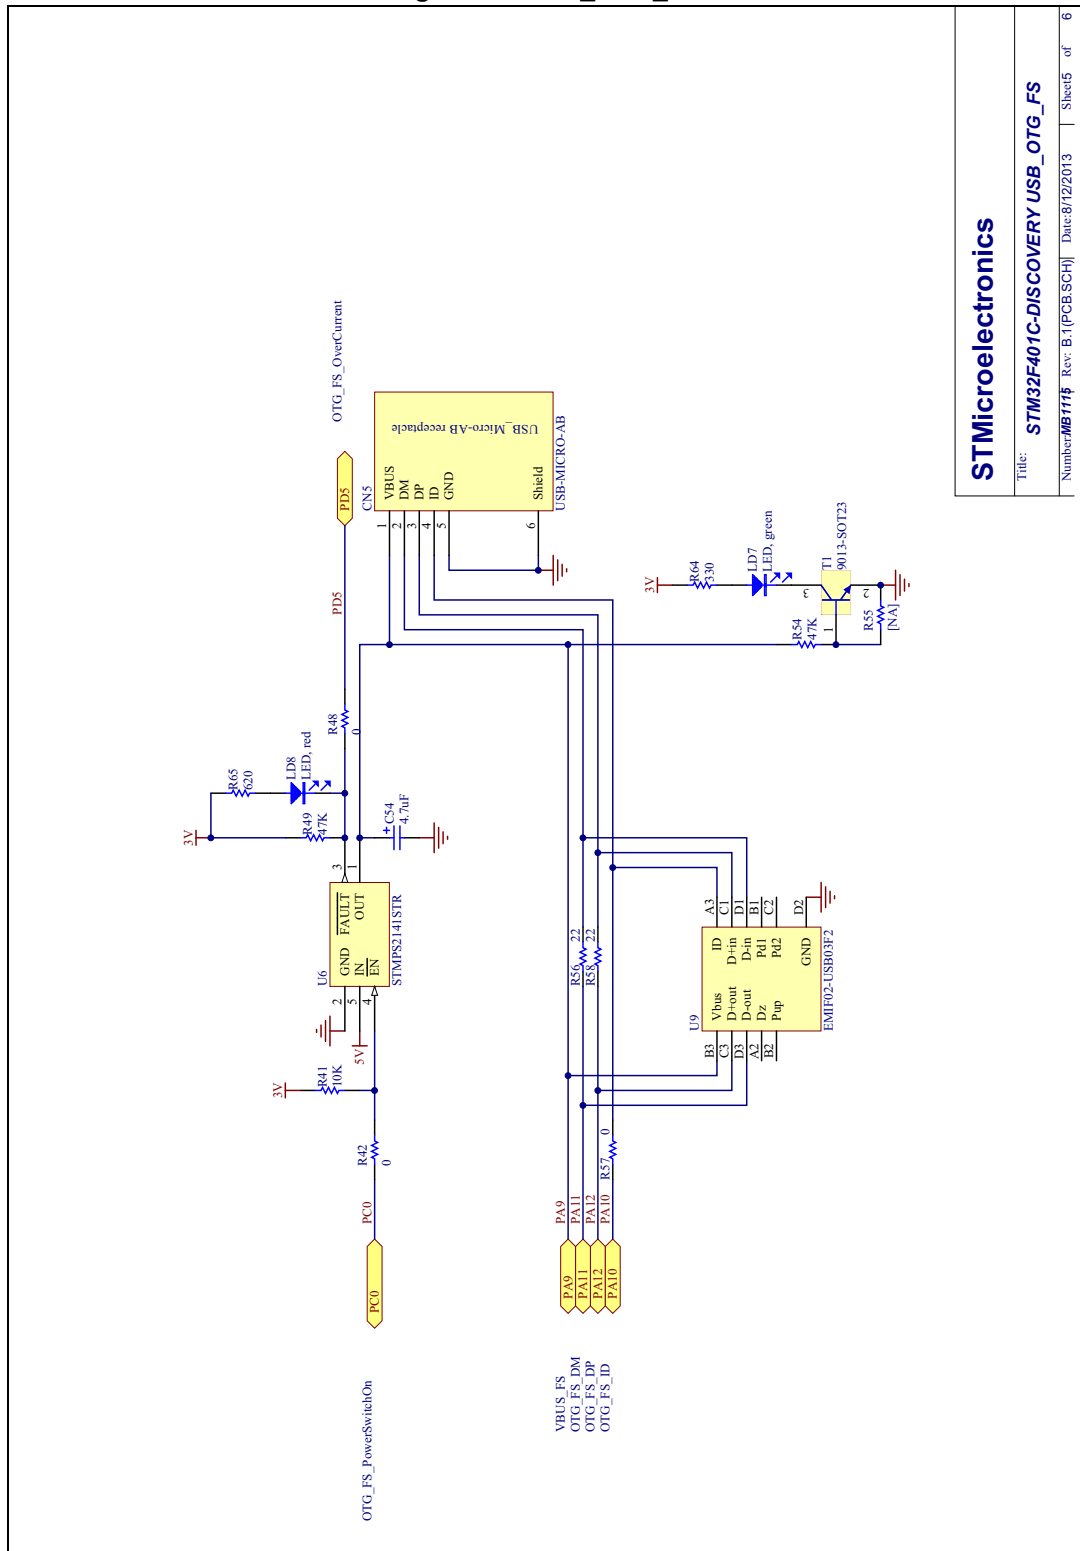 OTG_FS_PowerSwitchOn
PC0
PC0
R42
0
3V
R41
10K
5V
U6
2
5
4
GND
IN
EN
FAULT
OUT
3
1
STMPS2141STR
3V
R49
47K
R65
620
LD8
LED, red
C54
+
4.7uF
R48
0
PD5
PD5
OTG_FS_OverCurrent
CN5
1
2
3
4
5
6
VBUS
DM
DP
ID
GND
Shield
USB_Micro-AB receptacle
USB-MICRO-AB
VBUS_FS
OTG_FS_DM
OTG_FS_DP
OTG_FS_ID
PA9
PA11
PA12
PA10
PA9
PA11
PA12
PA10
R57
0
R56
22
R58
22
U9
B3
C3
D3
A2
B2
Vbus
D+out
D-out
Dz
Pup
ID
D+in
D-in
Pd1
Pd2
GND
A3
C1
D1
B1
C2
D2
EMIF02-USB03F2
3V
R64
330
LD7
LED, green
T1
9013-SOT23
3
1
2
R54
47K
R55
[NA]
STMicroelectronics
Title:
STM32F401C-DISCOVERY USB_OTG_FS
Number:MB1115 Rev: B.1(PCB.SCH) Date:8/12/2013 Sheet5 of 6